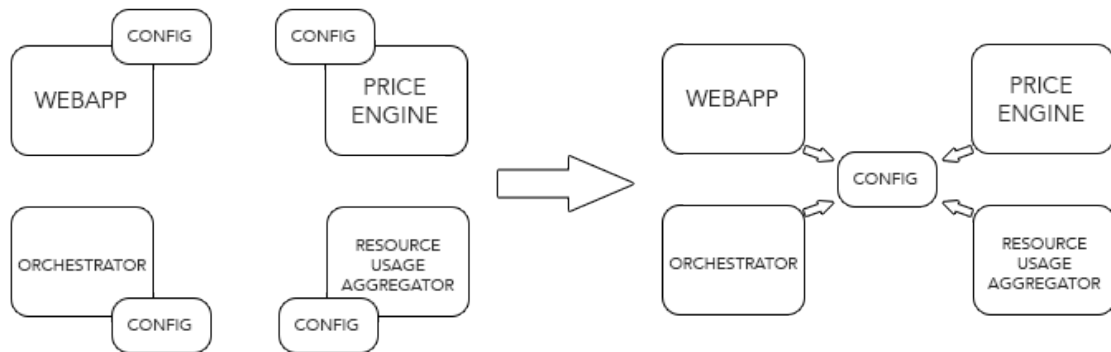 CONFIG
WEBAPP
CONFIG
PRICE
ENGINE
ORCHESTRATOR
CONFIG
RESOURCE
USAGE
AGGREGATOR
CONFIG
WEBAPP
PRICE
ENGINE
CONFIG
ORCHESTRATOR
RESOURCE
USAGE
AGGREGATOR